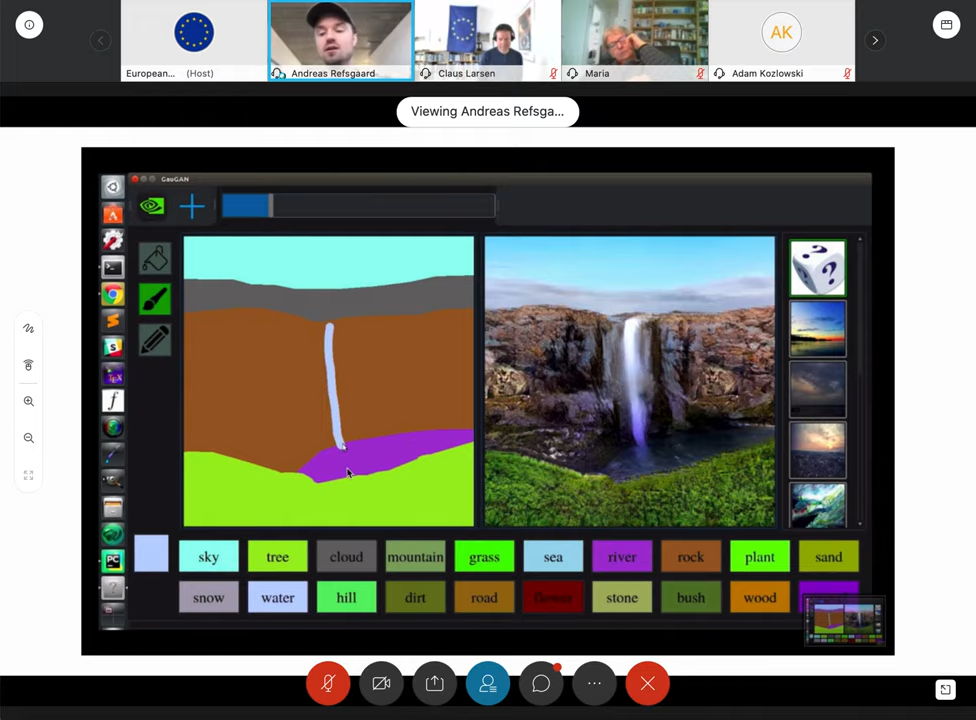 AK
European... (Host)
Andreas Refsgaard
Claus Larsen
Maria
Adam Kozlowski
Viewing Andreas Refsga...
GauGAN
sky tree cloud mountain grass sea river rock plant sand
snow water hill dirt road flower stone bush wood